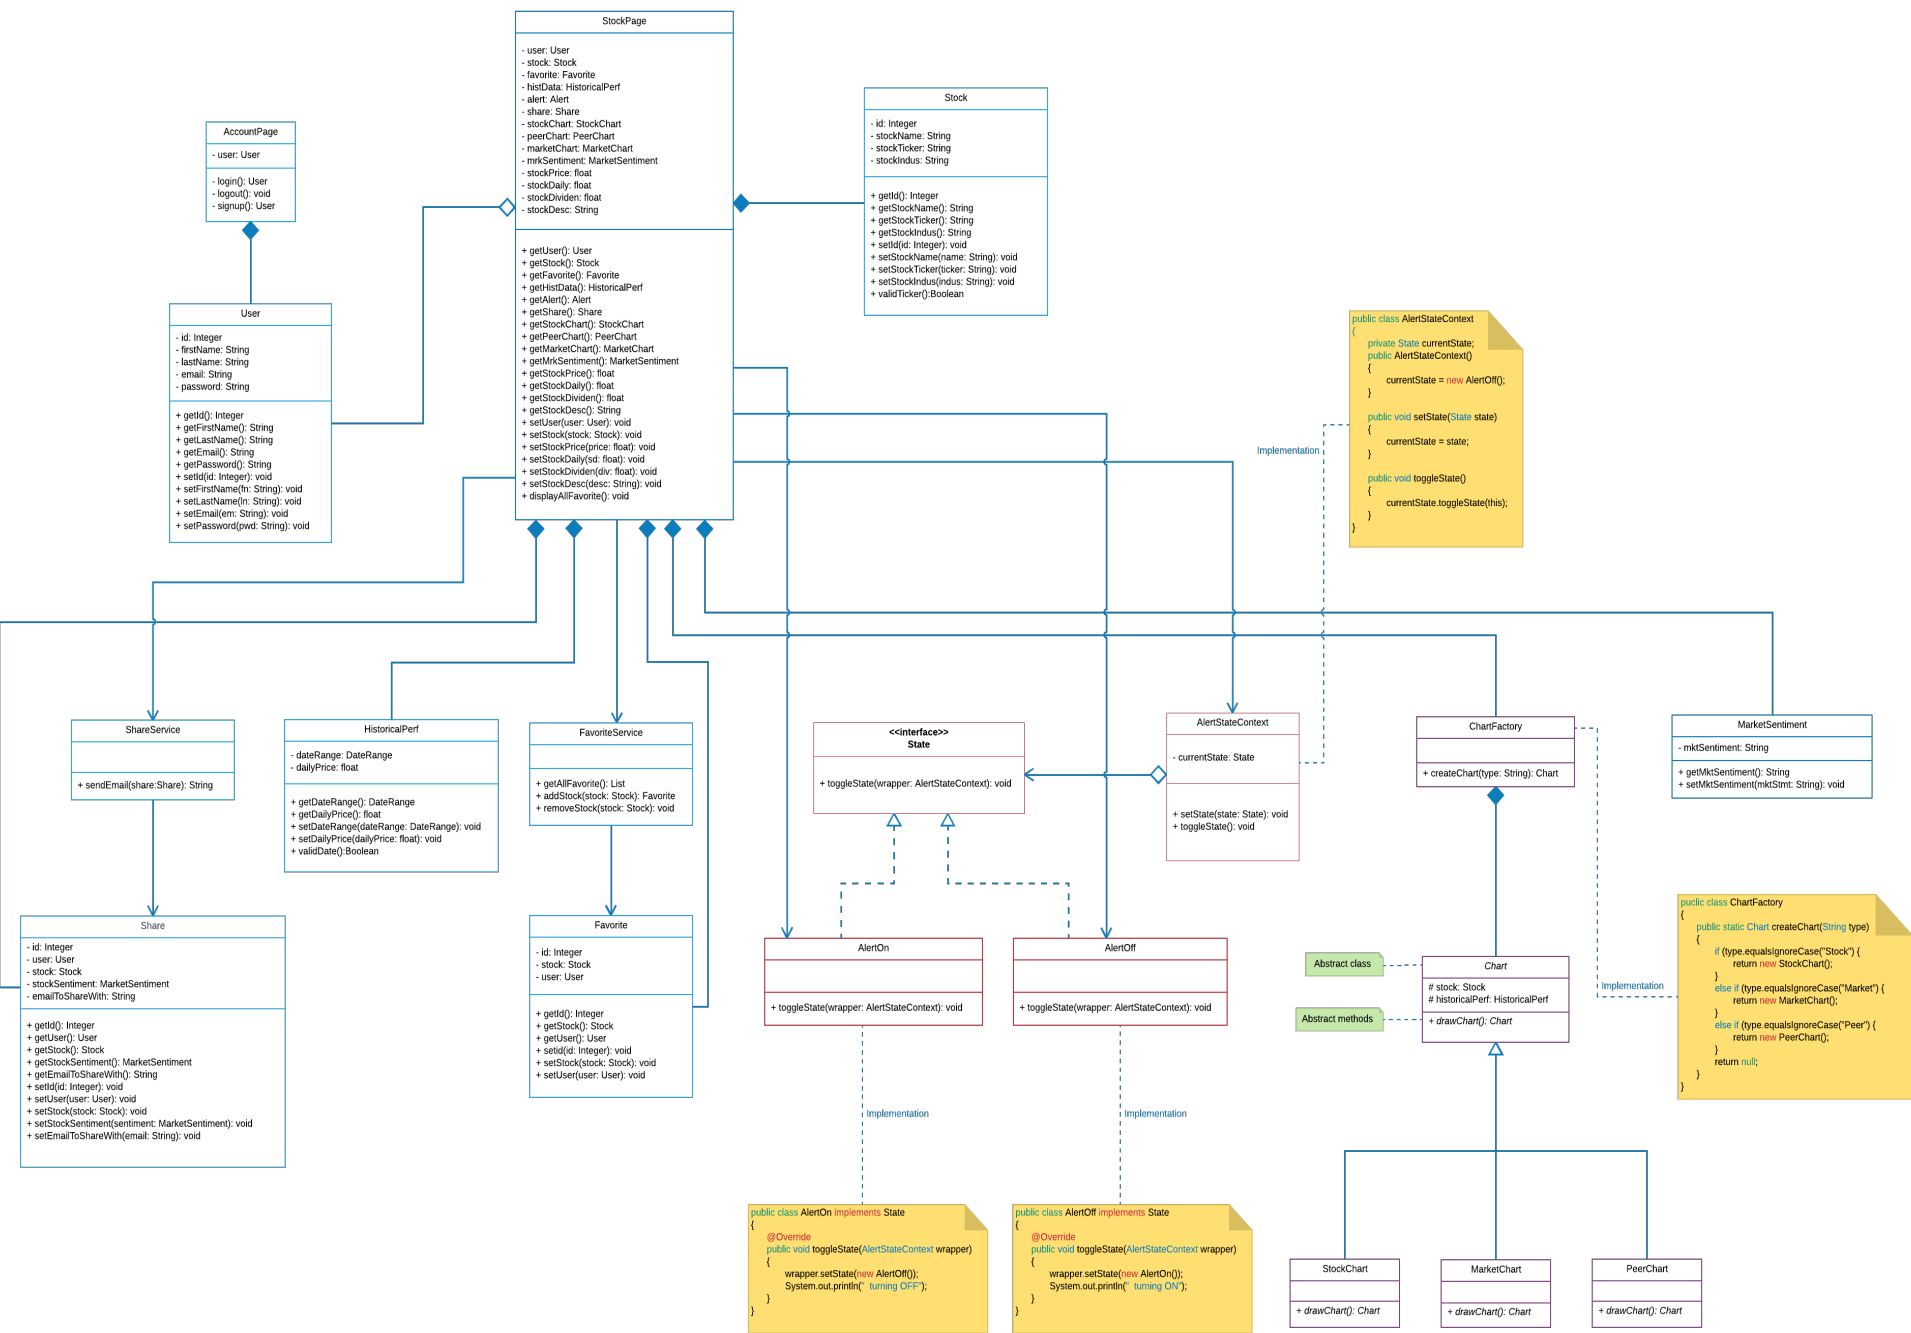 StockPage
- user: User
- stock: Stock
- favorite: Favorite
- histData: HistoricalPerf
- alert: Alert
- share: Share
- stockChart: StockChart
- peerChart: PeerChart
- marketChart: MarketChart
- mrkSentiment: MarketSentiment
- stockPrice: float
- stockDaily: float
- stockDividen: float
- stockDesc: String
+ getUser(): User
+ getStock(): Stock
+ getFavorite(): Favorite
+ getHistData(): HistoricalPerf
+ getAlert(): Alert
+ getShare(): Share
+ getStockChart(): StockChart
+ getPeerChart(): PeerChart
+ getMarketChart(): MarketChart
+ getMrkSentiment(): MarketSentiment
+ getStockPrice(): float
+ getStockDaily(): float
+ getStockDividen(): float
+ getStockDesc(): String
+ setUser(user: User): void
+ setStock(stock: Stock): void
+ setStockPrice(price: float): void
+ setStockDaily(sd: float): void
+ setStockDividen(div: float): void
+ setStockDesc(desc: String): void
+ displayAllFavorite(): void
Stock
- id: Integer
- stockName: String
- stockTicker: String
- stockIndus: String
+ getId(): Integer
+ getStockName(): String
+ getStockTicker(): String
+ getStockIndus(): String
+ setId(id: Integer): void
+ setStockName(name: String): void
+ setStockTicker(ticker: String): void
+ setStockIndus(indus: String): void
+ validTicker():Boolean
AccountPage
- user: User
- login(): User
- logout(): void
- signup(): User
User
- id: Integer
- firstName: String
- lastName: String
- email: String
- password: String
+ getId(): Integer
+ getFirstName(): String
+ getLastName(): String
+ getEmail(): String
+ getPassword(): String
+ setId(id: Integer): void
+ setFirstName(fn: String): void
+ setLastName(ln: String): void
+ setEmail(em: String): void
+ setPassword(pwd: String): void
public class AlertStateContext
{
private State currentState;
public AlertStateContext()
{
currentState = new AlertOff();
}
public void setState(State state)
{
currentState = state;
}
public void toggleState()
{
currentState.toggleState(this);
}
}
Implementation
ShareService
+ sendEmail(share:Share): String
HistoricalPerf
- dateRange: DateRange
- dailyPrice: float
+ getDateRange(): DateRange
+ getDailyPrice(): float
+ setDateRange(dateRange: DateRange): void
+ setDailyPrice(dailyPrice: float): void
+ validDate():Boolean
FavoriteService
+ getAllFavorite(): List
+ addStock(stock: Stock): Favorite
+ removeStock(stock: Stock): void
<<interface>>
State
+ toggleState(wrapper: AlertStateContext): void
AlertStateContext
- currentState: State
+ setState(state: State): void
+ toggleState(): void
ChartFactory
+ createChart(type: String): Chart
MarketSentiment
- mktSentiment: String
+ getMktSentiment(): String
+ setMktSentiment(mktStmt: String): void
Share
- id: Integer
- user: User
- stock: Stock
- stockSentiment: MarketSentiment
- emailToShareWith: String
+ getId(): Integer
+ getUser(): User
+ getStock(): Stock
+ getStockSentiment(): MarketSentiment
+ getEmailToShareWith(): String
+ setId(id: Integer): void
+ setUser(user: User): void
+ setStock(stock: Stock): void
+ setStockSentiment(sentiment: MarketSentiment): void
+ setEmailToShareWith(email: String): void
Favorite
- id: Integer
- stock: Stock
- user: User
+ getId(): Integer
+ getStock(): Stock
+ getUser(): User
+ setid(id: Integer): void
+ setStock(stock: Stock): void
+ setUser(user: User): void
AlertOn
+ toggleState(wrapper: AlertStateContext): void
AlertOff
+ toggleState(wrapper: AlertStateContext): void
Abstract class
Abstract methods
Chart
# stock: Stock
# historicalPerf: HistoricalPerf
+ drawChart(): Chart
Implementation
puclic class ChartFactory
{
public static Chart createChart(String type)
{
if (type.equalsIgnoreCase("Stock") {
return new StockChart();
}
else if (type.equalsIgnoreCase("Market") {
return new MarketChart();
}
else if (type.equalsIgnoreCase("Peer") {
return new PeerChart();
}
return null;
}
}
Implementation
Implementation
public class AlertOn implements State
{
@Override
public void toggleState(AlertStateContext wrapper)
{
wrapper.setState(new AlertOff());
System.out.println("  turning OFF");
}
}
public class AlertOff implements State
{
@Override
public void toggleState(AlertStateContext wrapper)
{
wrapper.setState(new AlertOn());
System.out.println("  turning ON");
}
}
StockChart
+ drawChart(): Chart
MarketChart
+ drawChart(): Chart
PeerChart
+ drawChart(): Chart